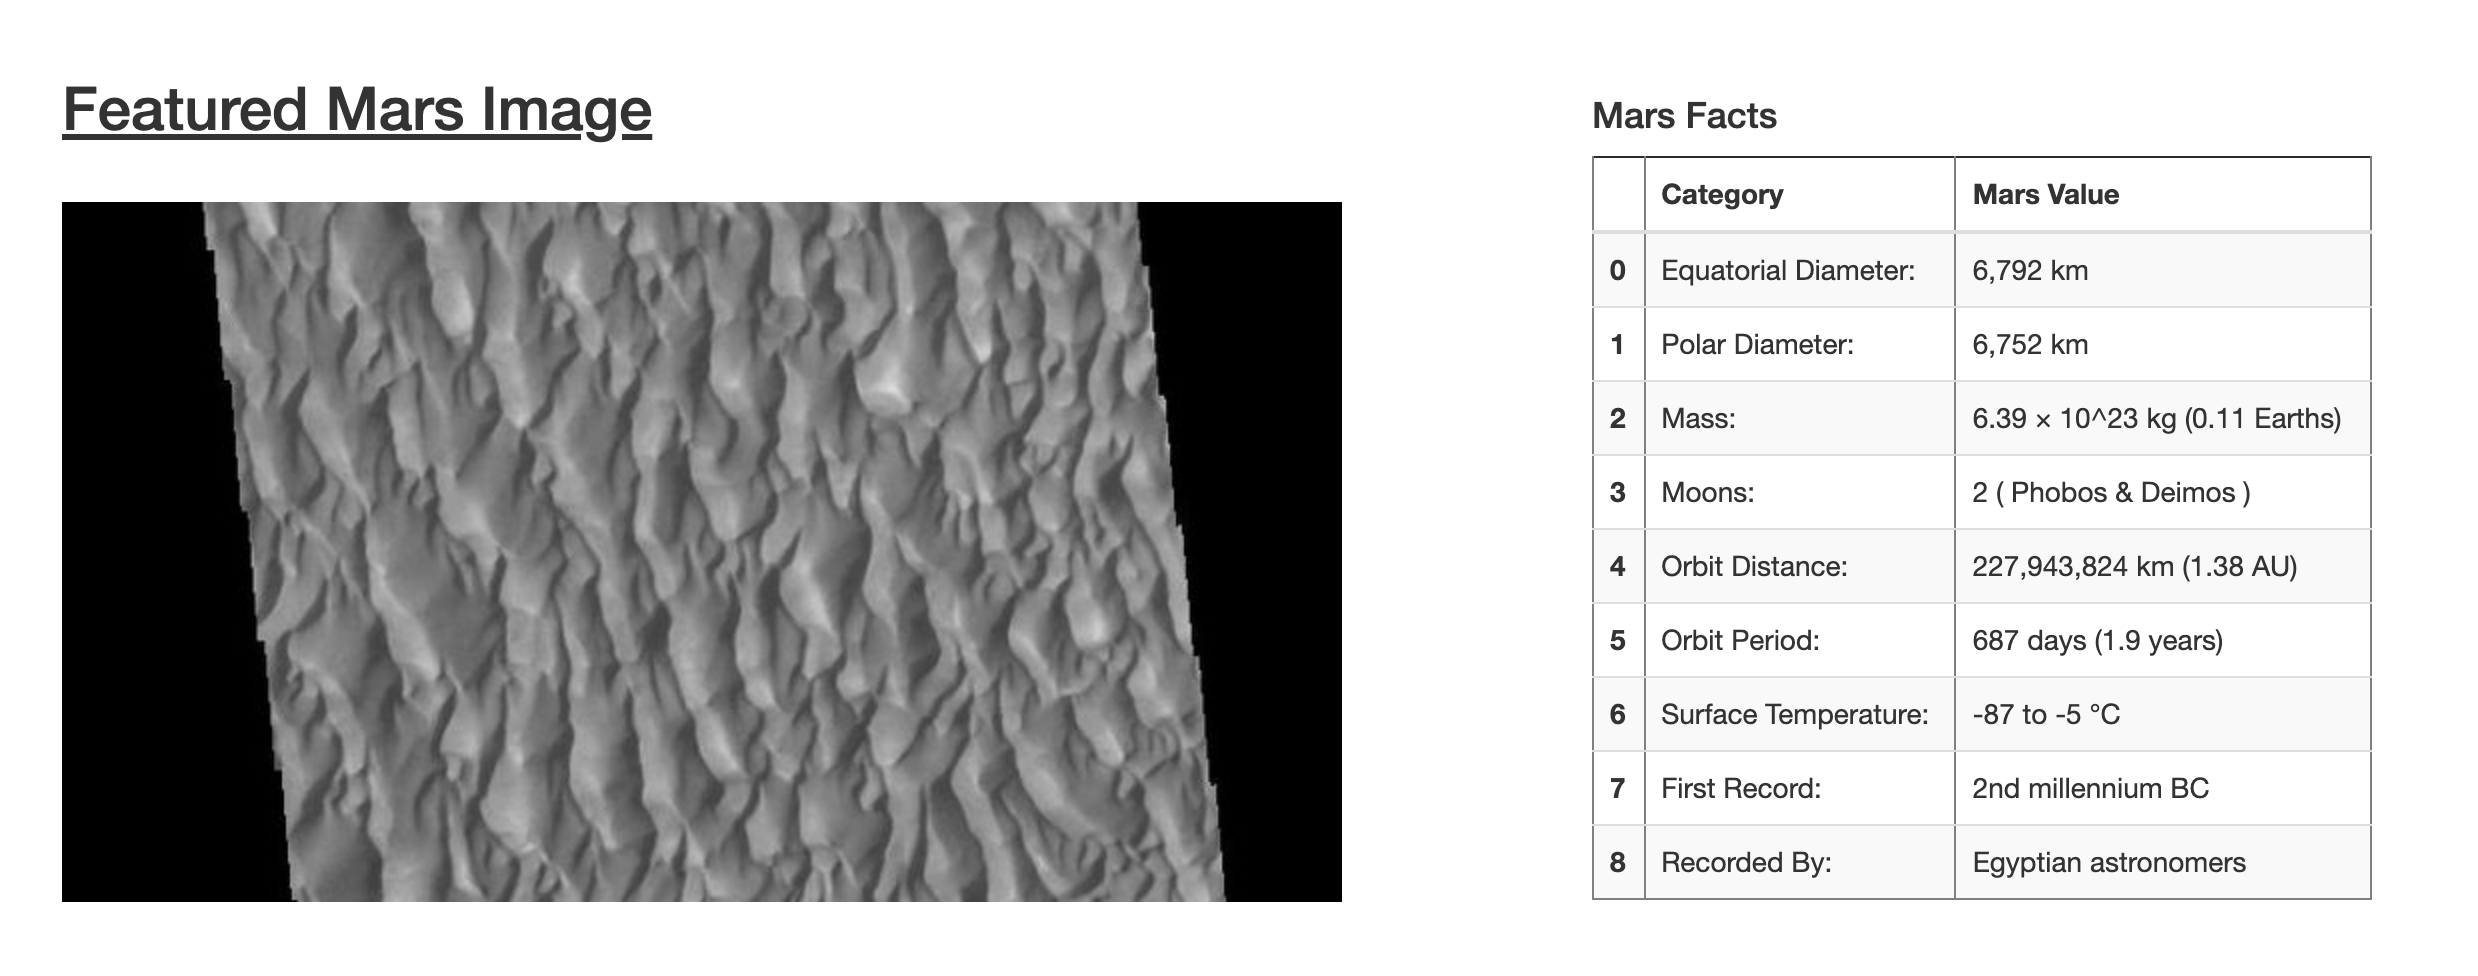 Featured Mars Image
Mars Facts
Category Mars Value
0 Equatorial Diameter: 6,792 km
1 Polar Diameter: 6,752 km
2 Mass: 6.39 × 10^23 kg (0.11 Earths)
3 Moons: 2 ( Phobos & Deimos )
4 Orbit Distance: 227,943,824 km (1.38 AU)
5 Orbit Period: 687 days (1.9 years)
6 Surface Temperature: -87 to -5 °C
7 First Record: 2nd millennium BC
8 Recorded By: Egyptian astronomers